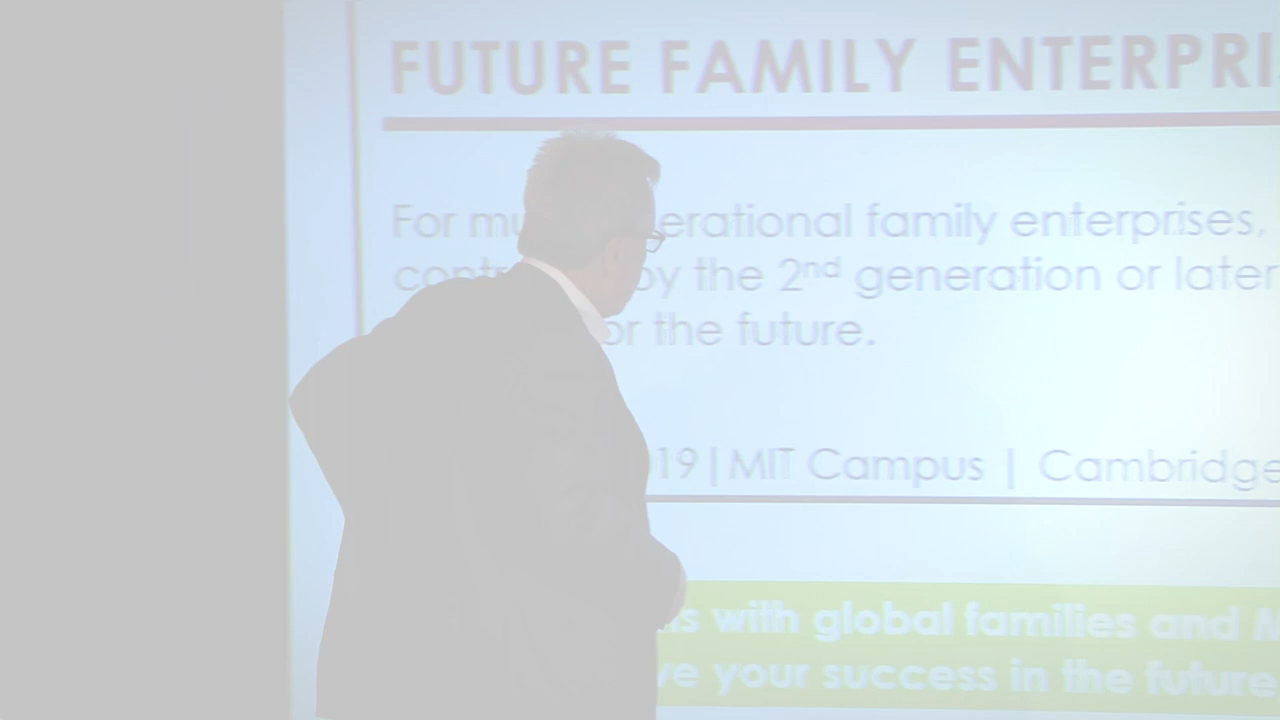 FUTURE FAMILY ENTERPRI
For mu erational family enterprises,
cont by the 2nd generation or later
or the future.
19 | MIT Campus | Cambridge
with global families and M
ve your success in the future